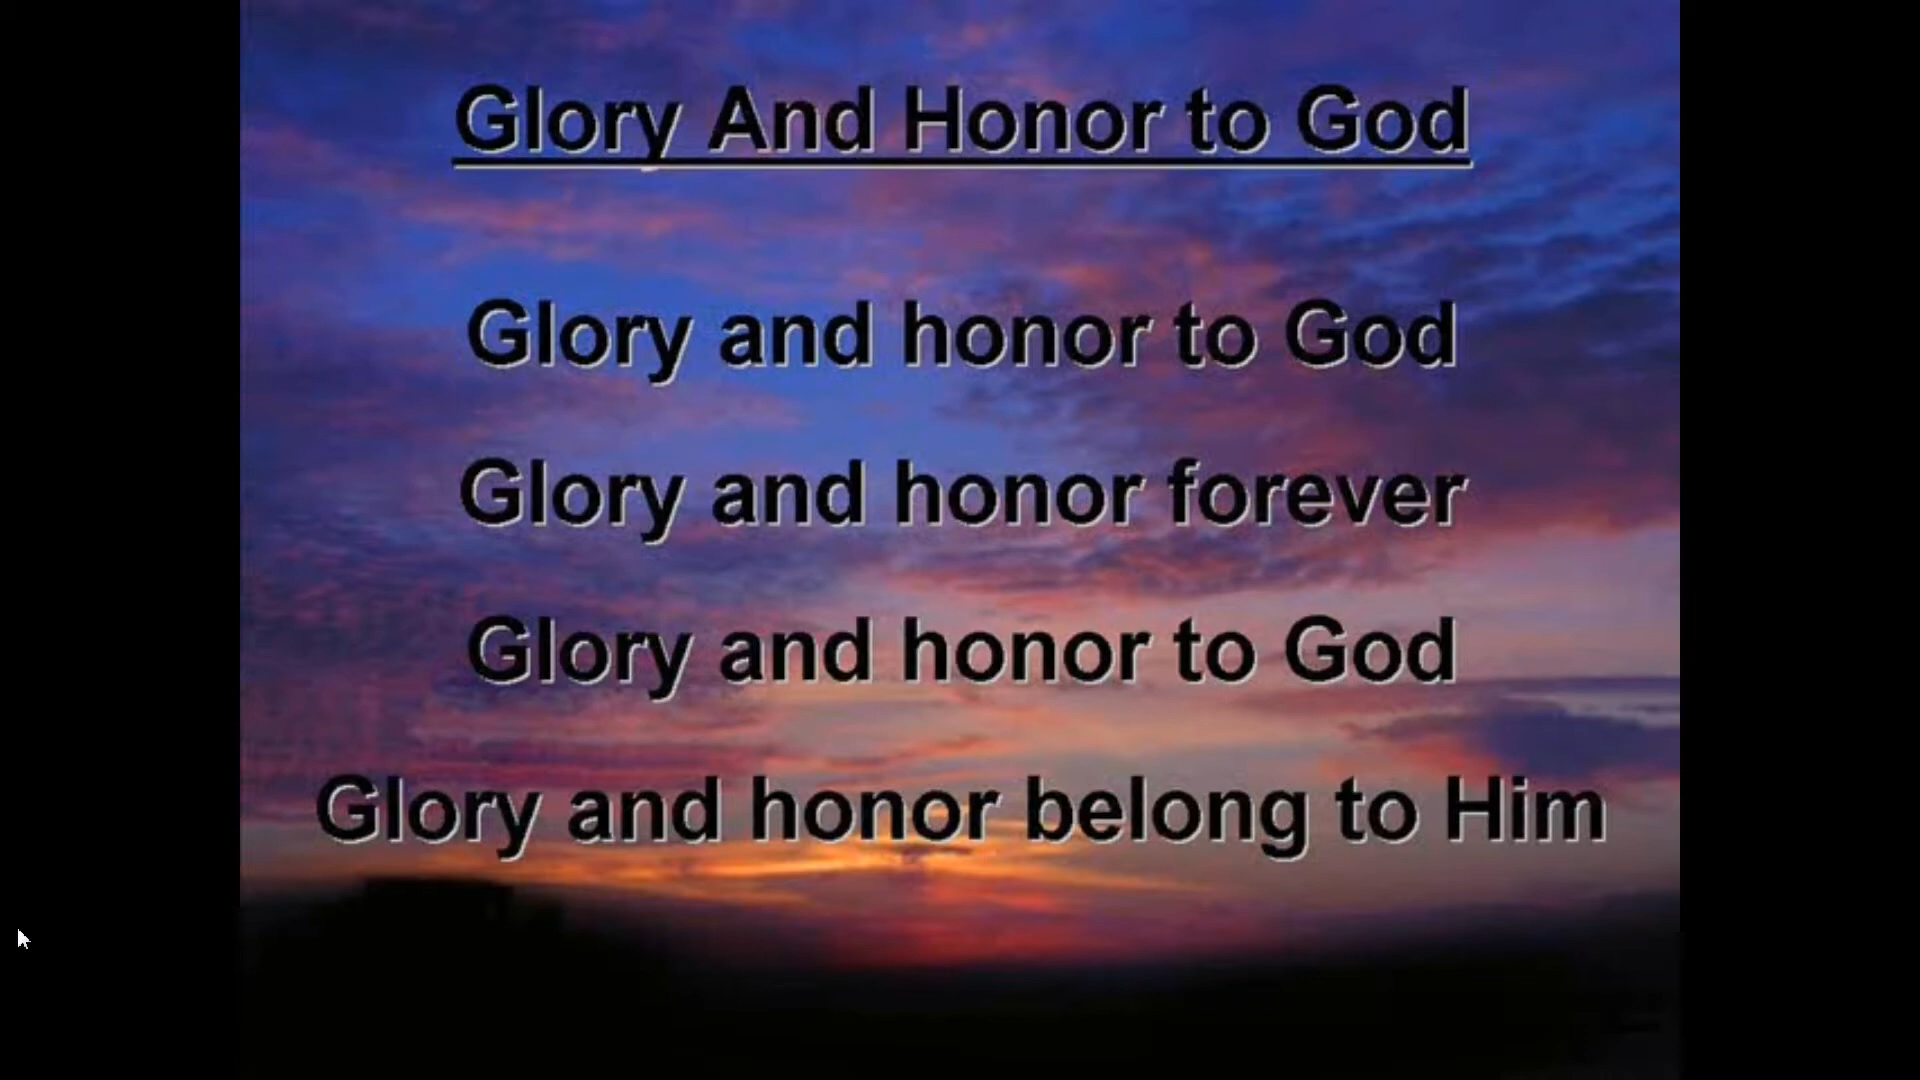 Glory And Honor to God
Glory and honor to God
Glory and honor forever
Glory and honor to God
Glory and honor belong to Him